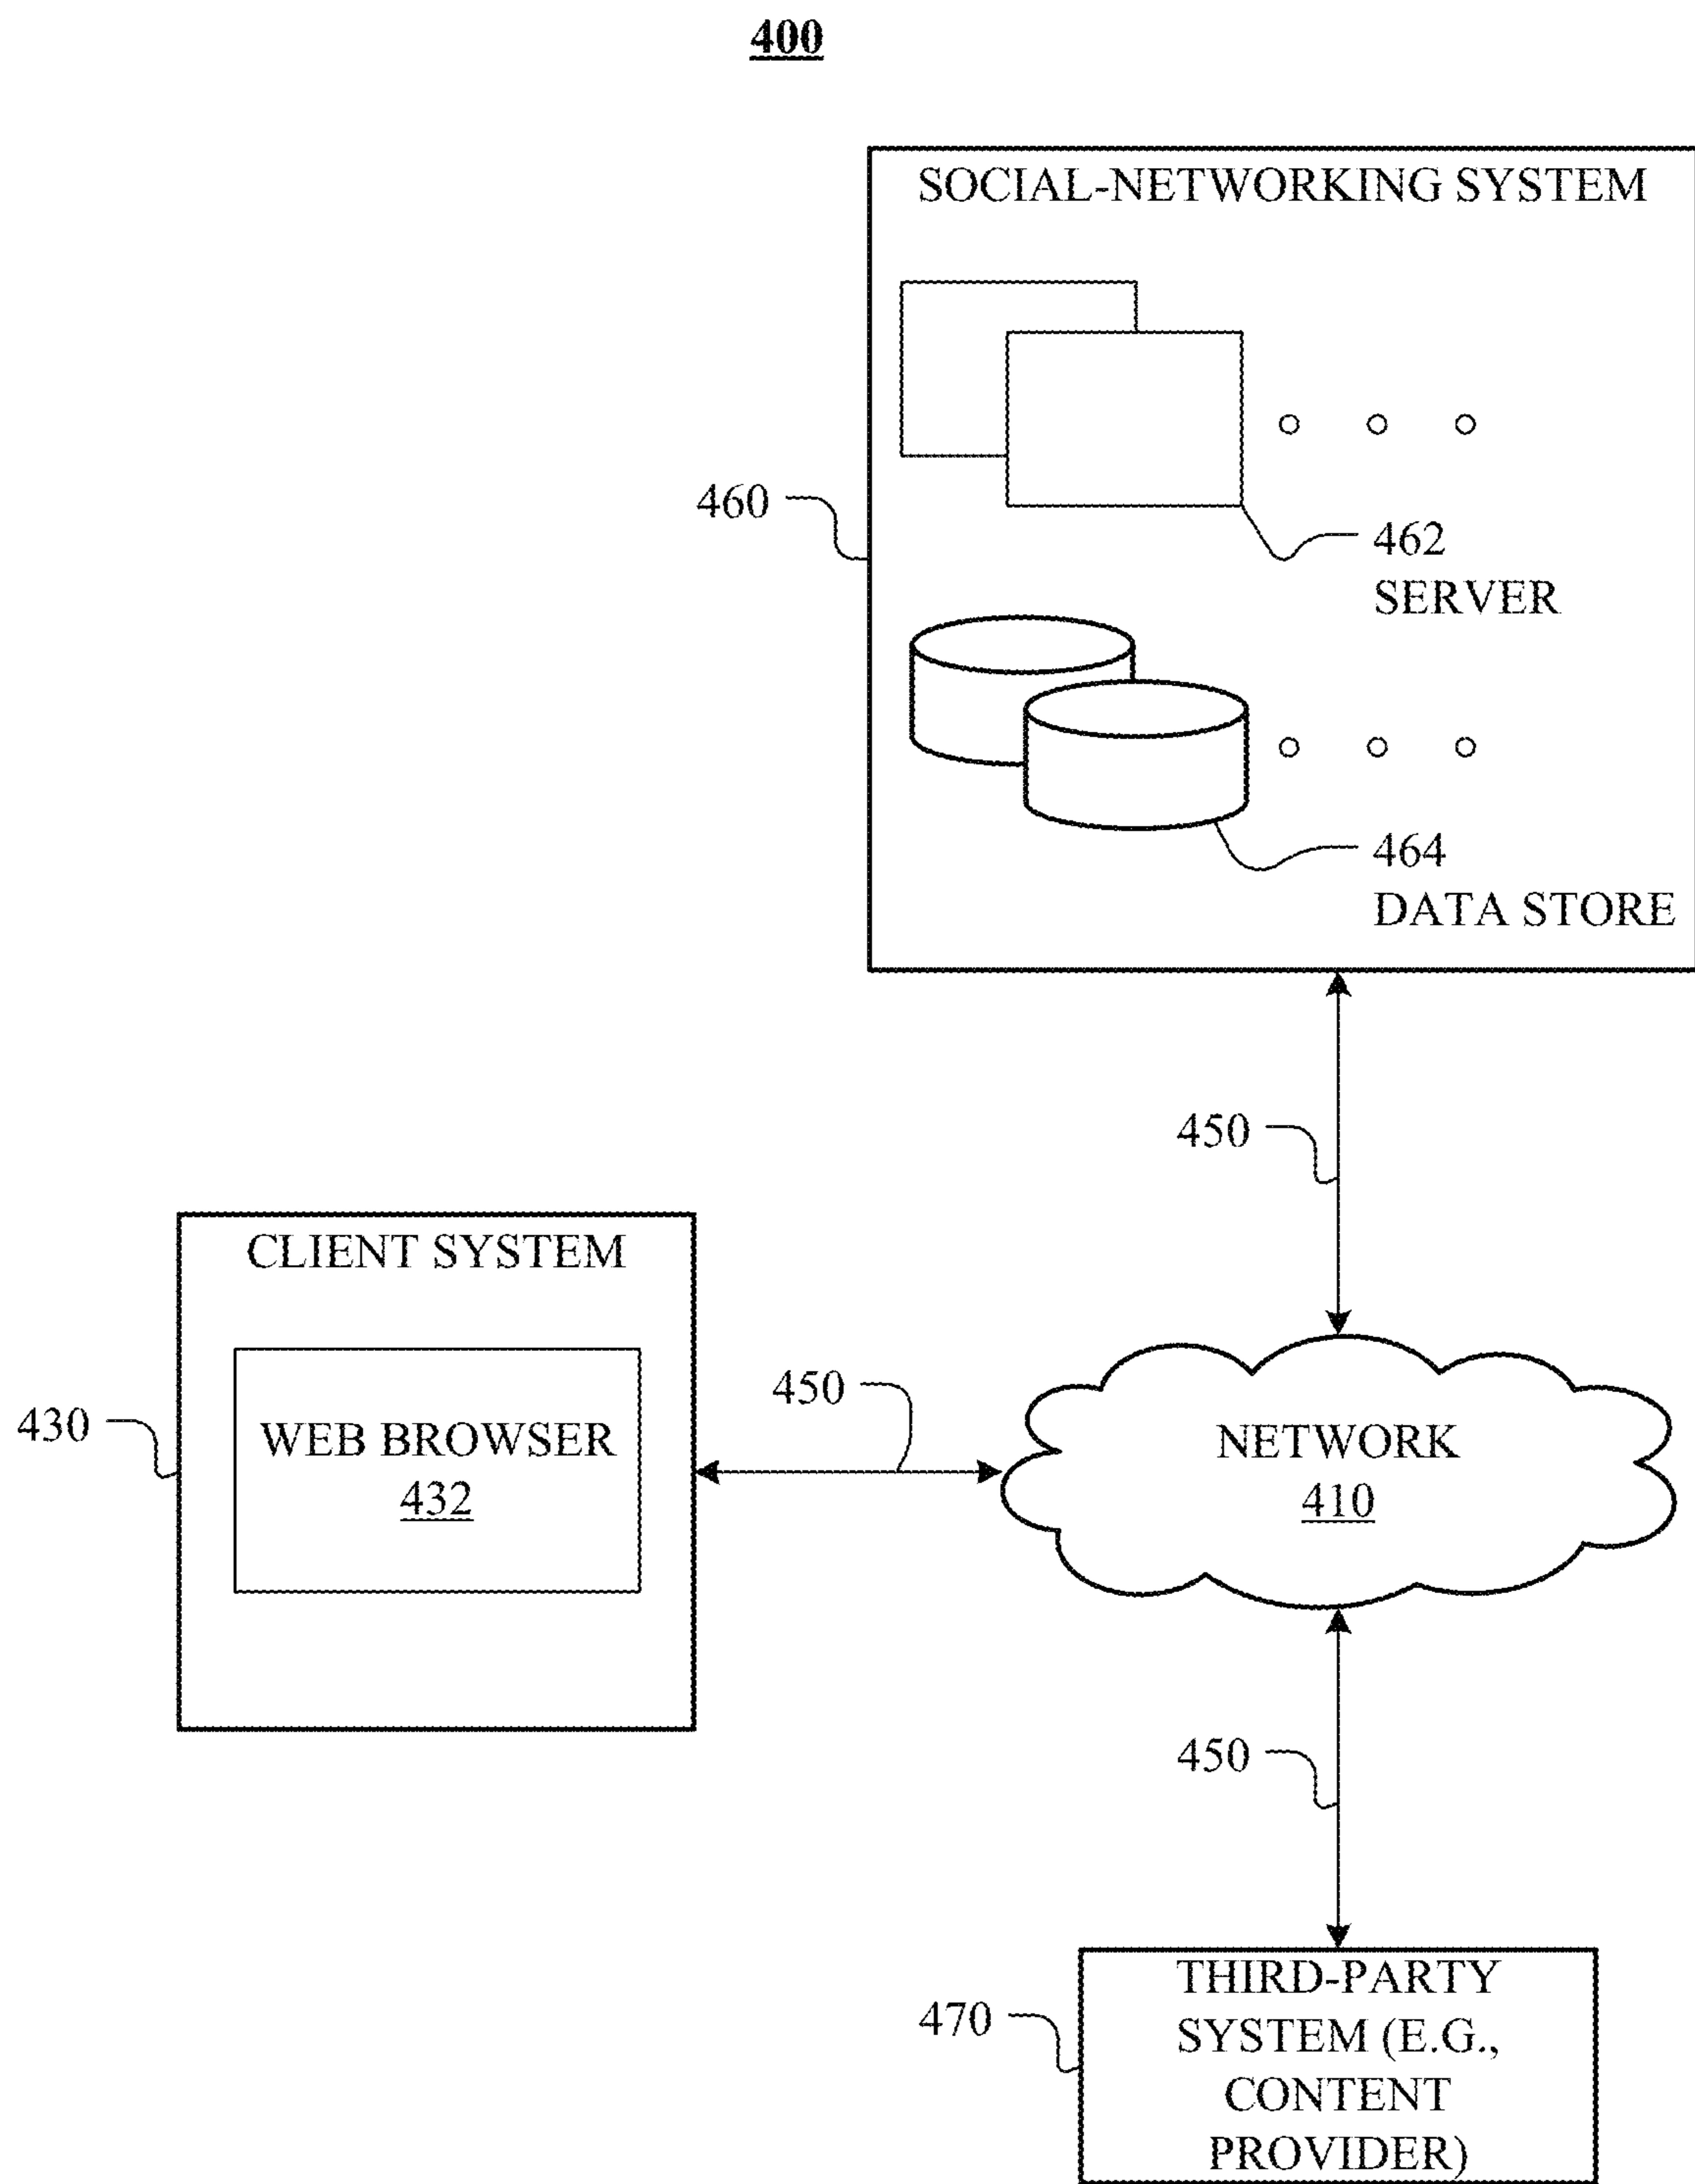 400
SOCIAL-NETWORKING SYSTEM
460
462
SERVER
464
DATA STORE
450
CLIENT SYSTEM
430
WEB BROWSER
432
450
NETWORK
410
450
470
THIRD-PARTY
SYSTEM (E.G.,
CONTENT
PROVIDER)